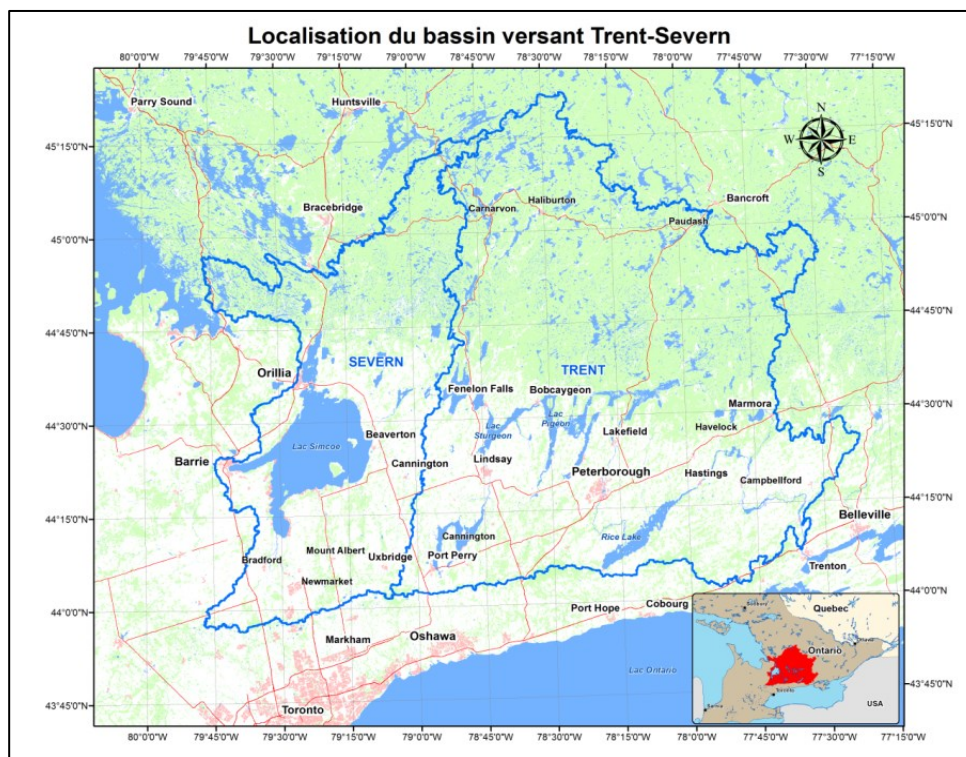 Localisation du bassin versant Trent-Severn
80°0'0"W 79°45'0"W 79°30'0"W 79°15'0"W 79°0'0"W 78°45'0"W 78°30'0"W 78°15'0"W 78°0'0"W 77°45'0"W 77°30'0"W 77°15'0"W
Parry Sound
Huntsville
N
W E
S
45°15'0"N
45°15'0"N
Bracebridge
Carnarvon
Haliburton
Bancroft
Paudash
45°0'0"N
45°0'0"N
44°45'0"N
44°45'0"N
SEVERN
TRENT
Orillia
Fenelon Falls
Bobcaygeon
Marmora
44°30'0"N
44°30'0"N
Lac Simcoe
Beaverton
Lac
Sturgeon
Lac
Pigeon
Lakefield
Havelock
Barrie
Cannington
Lindsay
Peterborough
Hastings
Campbellford
44°15'0"N
44°15'0"N
Belleville
Bradford
Mount Albert
Uxbridge
Cannington
Port Perry
Rice Lake
Trenton
Newmarket
44°0'0"N
44°0'0"N
Port Hope
Cobourg
Markham
Oshawa
Lac Ontario
Quebec
Ontario
Toronto
USA
43°45'0"N
43°45'0"N
Toronto
80°0'0"W 79°45'0"W 79°30'0"W 79°15'0"W 79°0'0"W 78°45'0"W 78°30'0"W 78°15'0"W 78°0'0"W 77°45'0"W 77°30'0"W 77°15'0"W